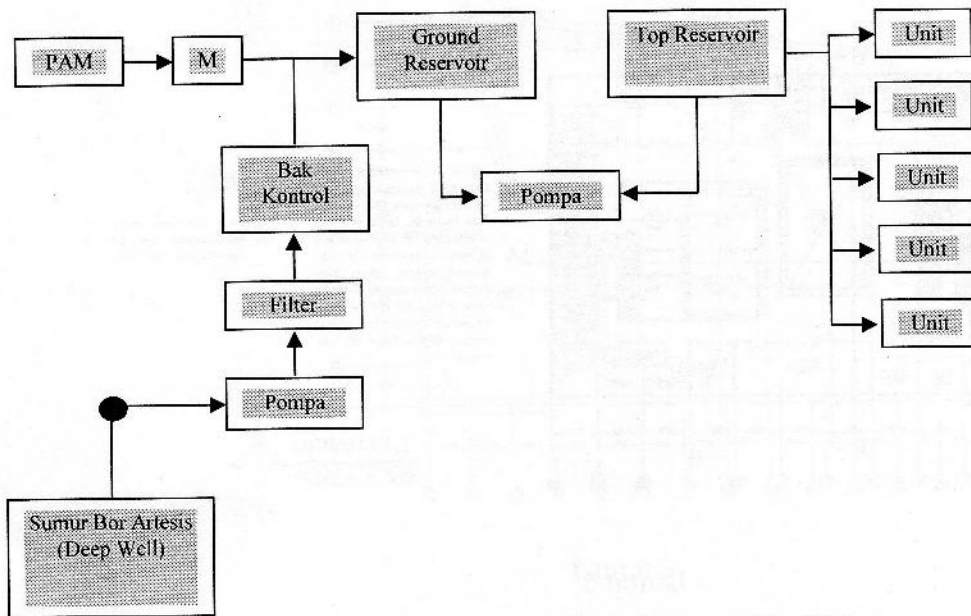 PAM
M
Ground
Reservoir
Top Reservoir
Unit
Unit
Unit
Unit
Unit
Bak
Kontrol
Pompa
Filter
Pompa
Sumur Bor Artesis
(Deep Well)